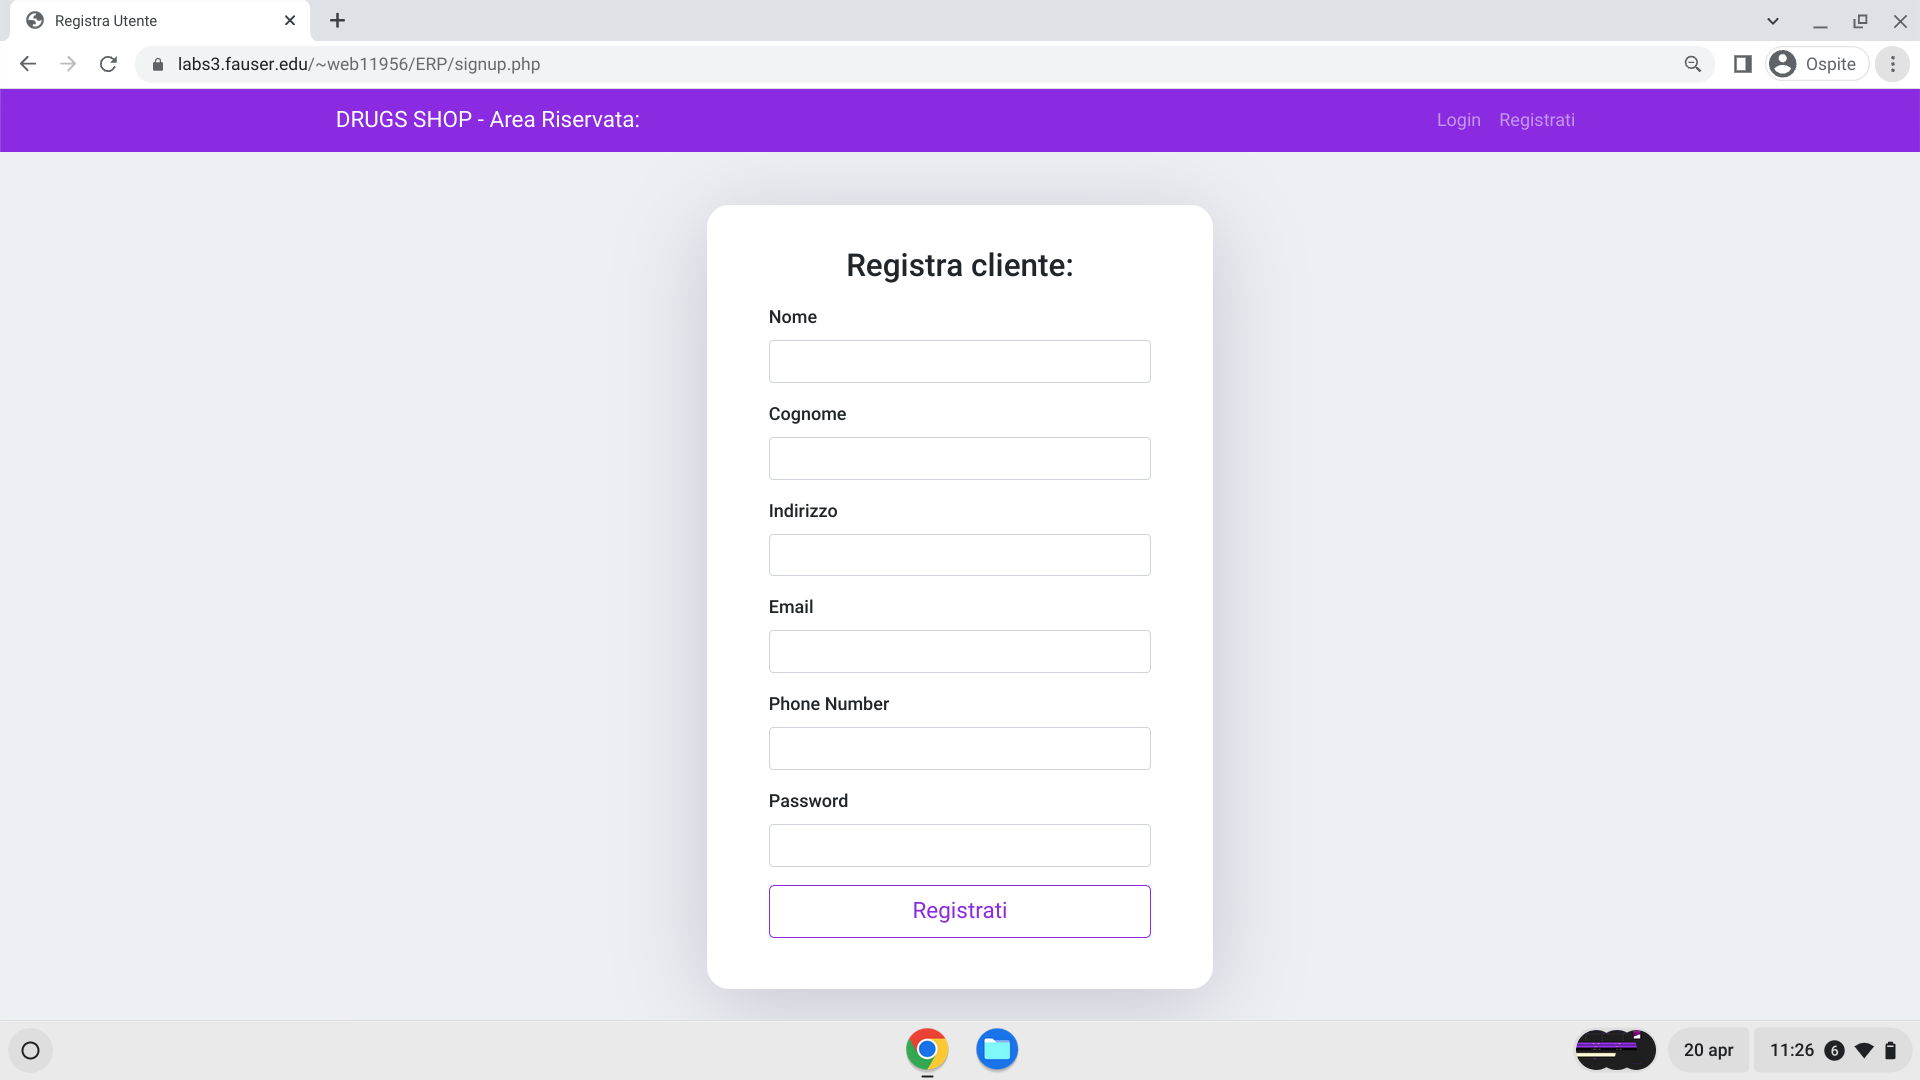 Registra Utente
labs3.fauser.edu/~web11956/ERP/signup.php
Ospite
DRUGS SHOP - Area Riservata:
Login Registrati
Registra cliente:
Nome
Cognome
Indirizzo
Email
Phone Number
Password
Registrati
20 apr
11:26 6